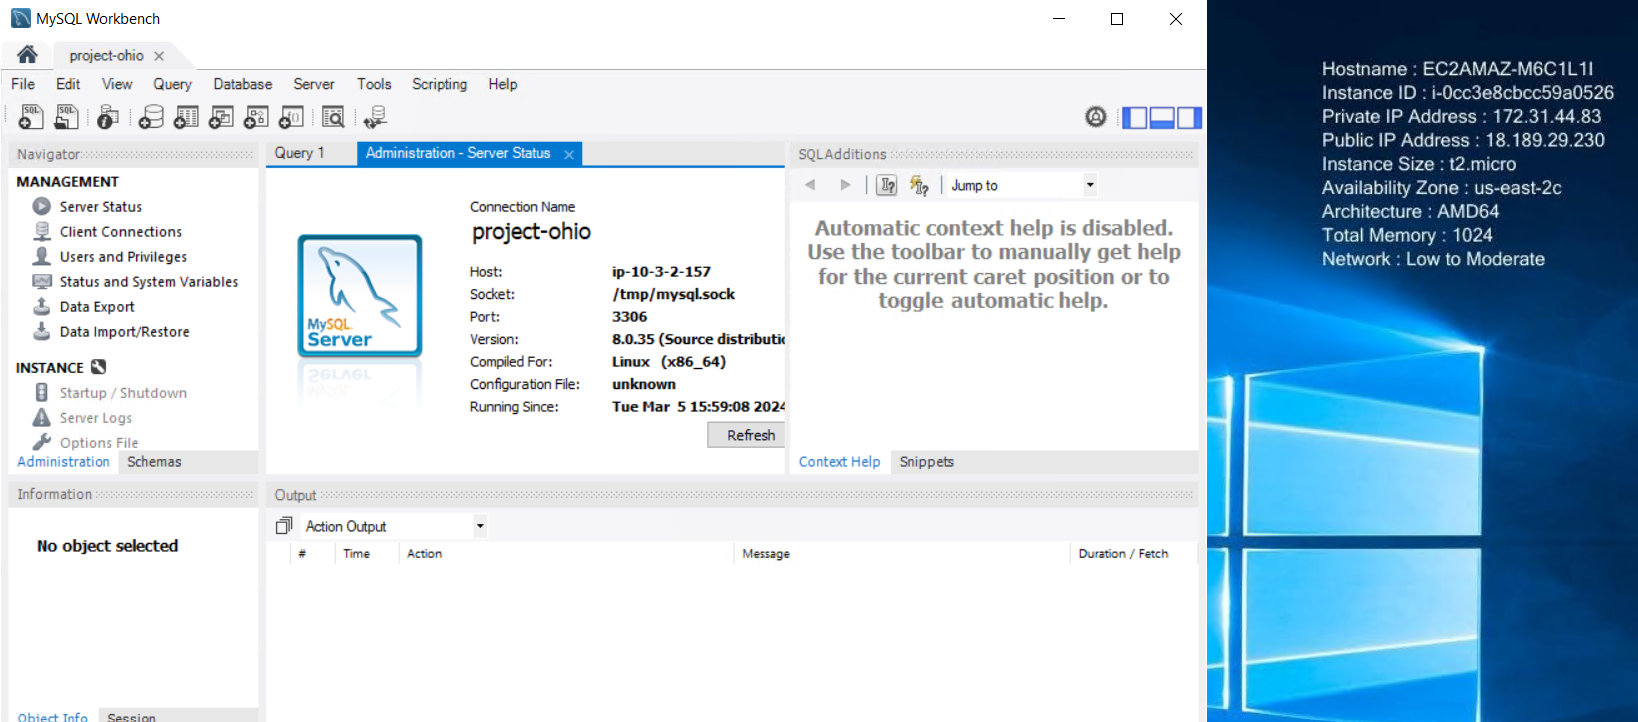 MySQL Workbench
project-ohio
File Edit View Query Database Server Tools Scripting Help
Navigator
MANAGEMENT
Server Status
Client Connections
Users and Privileges
Status and System Variables
Data Export
Data Import/Restore
INSTANCE
Startup / Shutdown
Server Logs
Options File
Administration Schemas
Information
No object selected
Object Info Session
Query 1 Administration - Server Status
MySQL
Server
Connection Name
project-ohio
Host: ip-10-3-2-157
Socket: /tmp/mysql.sock
Port: 3306
Version: 8.0.35 (Source distributi
Compiled For: Linux (x86_64)
Configuration File: unknown
Running Since: Tue Mar 5 15:59:08 2024
Refresh
SQLAdditions
Jump to
Automatic context help is disabled.
Use the toolbar to manually get help
for the current caret position or to
toggle automatic help.
Context Help Snippets
Output
Action Output
# Time Action Message Duration / Fetch
Hostname : EC2AMAZ-M6C1L1I
Instance ID : i-0cc3e8cbcc59a0526
Private IP Address : 172.31.44.83
Public IP Address : 18.189.29.230
Instance Size : t2.micro
Availability Zone : us-east-2c
Architecture : AMD64
Total Memory : 1024
Network : Low to Moderate